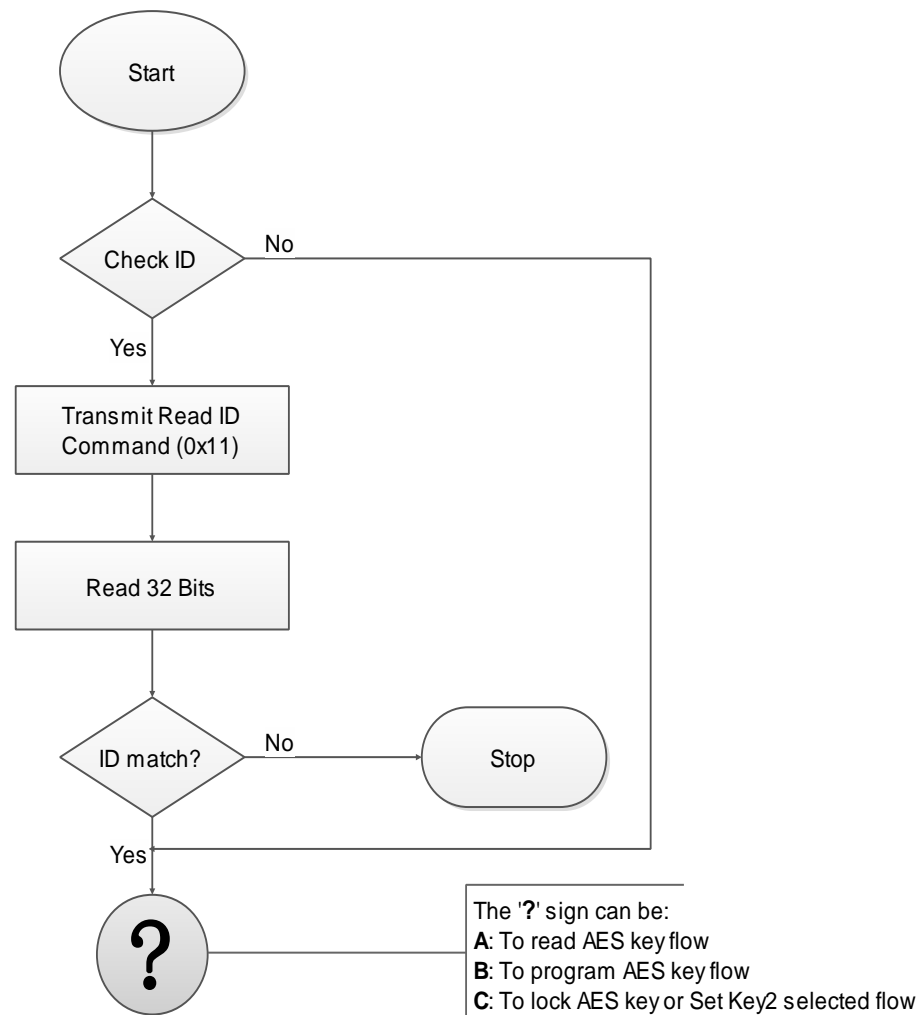 Start
Check ID
No
Yes
Transmit Read ID
Command (0x11)
Read 32 Bits
ID match?
No
Stop
Yes
?
The '?' sign can be:
A: To read AES key flow
B: To program AES key flow
C: To lock AES key or Set Key2 selected flow